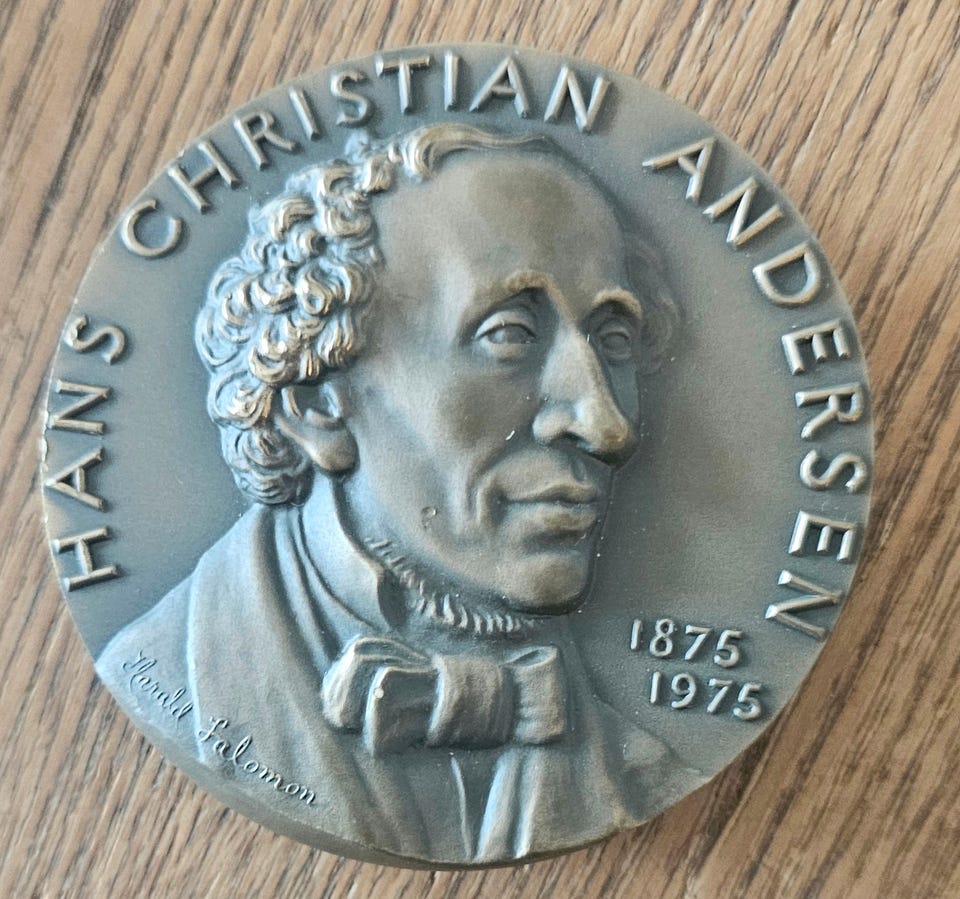 HANS CHRISTIAN ANDERSEN
1875
1975
Harald Salomon